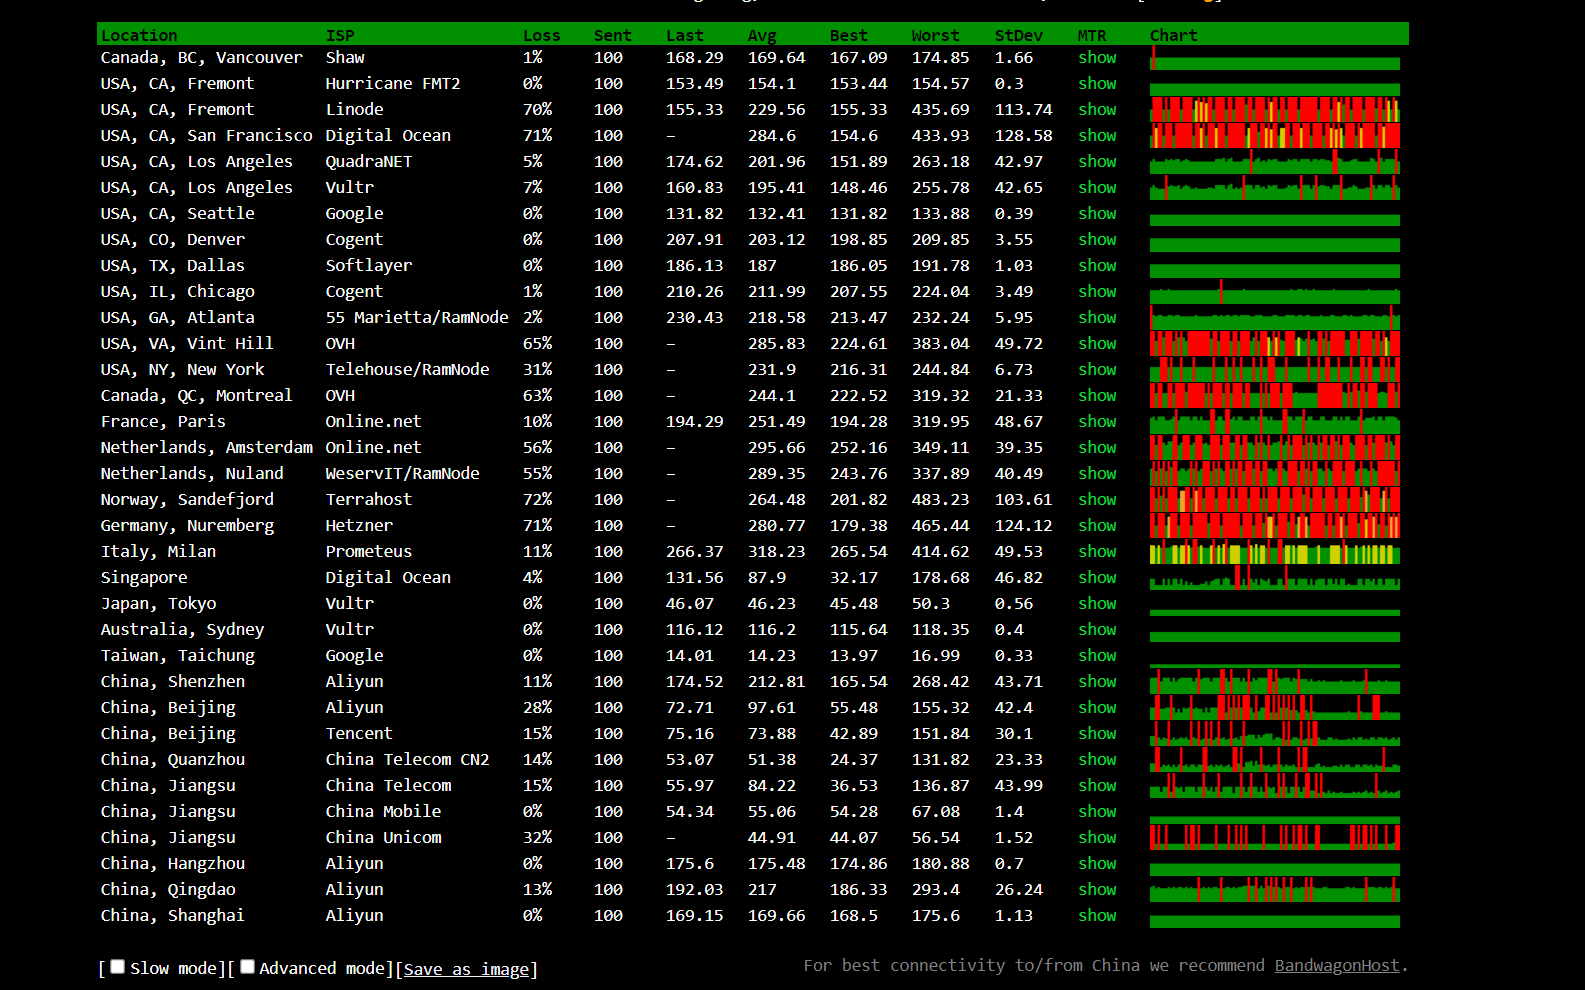 Location ISP Loss Sent Last Avg Best Worst StDev MTR Chart
Canada, BC, Vancouver Shaw 1% 100 168.29 169.64 167.09 174.85 1.66 show
USA, CA, Fremont Hurricane FMT2 0% 100 153.49 154.1 153.44 154.57 0.3 show
USA, CA, Fremont Linode 70% 100 155.33 229.56 155.33 435.69 113.74 show
USA, CA, San Francisco Digital Ocean 71% 100 – 284.6 154.6 433.93 128.58 show
USA, CA, Los Angeles QuadraNET 5% 100 174.62 201.96 151.89 263.18 42.97 show
USA, CA, Los Angeles Vultr 7% 100 160.83 195.41 148.46 255.78 42.65 show
USA, CA, Seattle Google 0% 100 131.82 132.41 131.82 133.88 0.39 show
USA, CO, Denver Cogent 0% 100 207.91 203.12 198.85 209.85 3.55 show
USA, TX, Dallas Softlayer 0% 100 186.13 187 186.05 191.78 1.03 show
USA, IL, Chicago Cogent 1% 100 210.26 211.99 207.55 224.04 3.49 show
USA, GA, Atlanta 55 Marietta/RamNode 2% 100 230.43 218.58 213.47 232.24 5.95 show
USA, VA, Vint Hill OVH 65% 100 – 285.83 224.61 383.04 49.72 show
USA, NY, New York Telehouse/RamNode 31% 100 – 231.9 216.31 244.84 6.73 show
Canada, QC, Montreal OVH 63% 100 – 244.1 222.52 319.32 21.33 show
France, Paris Online.net 10% 100 194.29 251.49 194.28 319.95 48.67 show
Netherlands, Amsterdam Online.net 56% 100 – 295.66 252.16 349.11 39.35 show
Netherlands, Nuland WeservIT/RamNode 55% 100 – 289.35 243.76 337.89 40.49 show
Norway, Sandefjord Terrahost 72% 100 – 264.48 201.82 483.23 103.61 show
Germany, Nuremberg Hetzner 71% 100 – 280.77 179.38 465.44 124.12 show
Italy, Milan Prometeus 11% 100 266.37 318.23 265.54 414.62 49.53 show
Singapore Digital Ocean 4% 100 131.56 87.9 32.17 178.68 46.82 show
Japan, Tokyo Vultr 0% 100 46.07 46.23 45.48 50.3 0.56 show
Australia, Sydney Vultr 0% 100 116.12 116.2 115.64 118.35 0.4 show
Taiwan, Taichung Google 0% 100 14.01 14.23 13.97 16.99 0.33 show
China, Shenzhen Aliyun 11% 100 174.52 212.81 165.54 268.42 43.71 show
China, Beijing Aliyun 28% 100 72.71 97.61 55.48 155.32 42.4 show
China, Beijing Tencent 15% 100 75.16 73.88 42.89 151.84 30.1 show
China, Quanzhou China Telecom CN2 14% 100 53.07 51.38 24.37 131.82 23.33 show
China, Jiangsu China Telecom 15% 100 55.97 84.22 36.53 136.87 43.99 show
China, Jiangsu China Mobile 0% 100 54.34 55.06 54.28 67.08 1.4 show
China, Jiangsu China Unicom 32% 100 – 44.91 44.07 56.54 1.52 show
China, Hangzhou Aliyun 0% 100 175.6 175.48 174.86 180.88 0.7 show
China, Qingdao Aliyun 13% 100 192.03 217 186.33 293.4 26.24 show
China, Shanghai Aliyun 0% 100 169.15 169.66 168.5 175.6 1.13 show
[ Slow mode][ Advanced mode][Save as image] For best connectivity to/from China we recommend BandwagonHost.